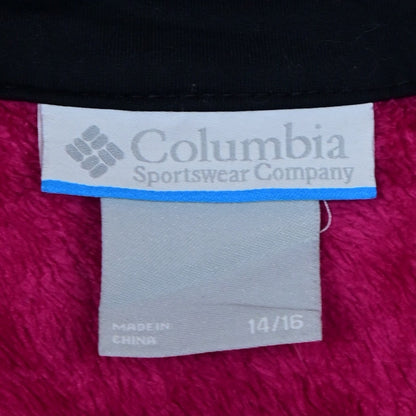 Columbia
Sportswear Company
MADE IN
CHINA
14/16